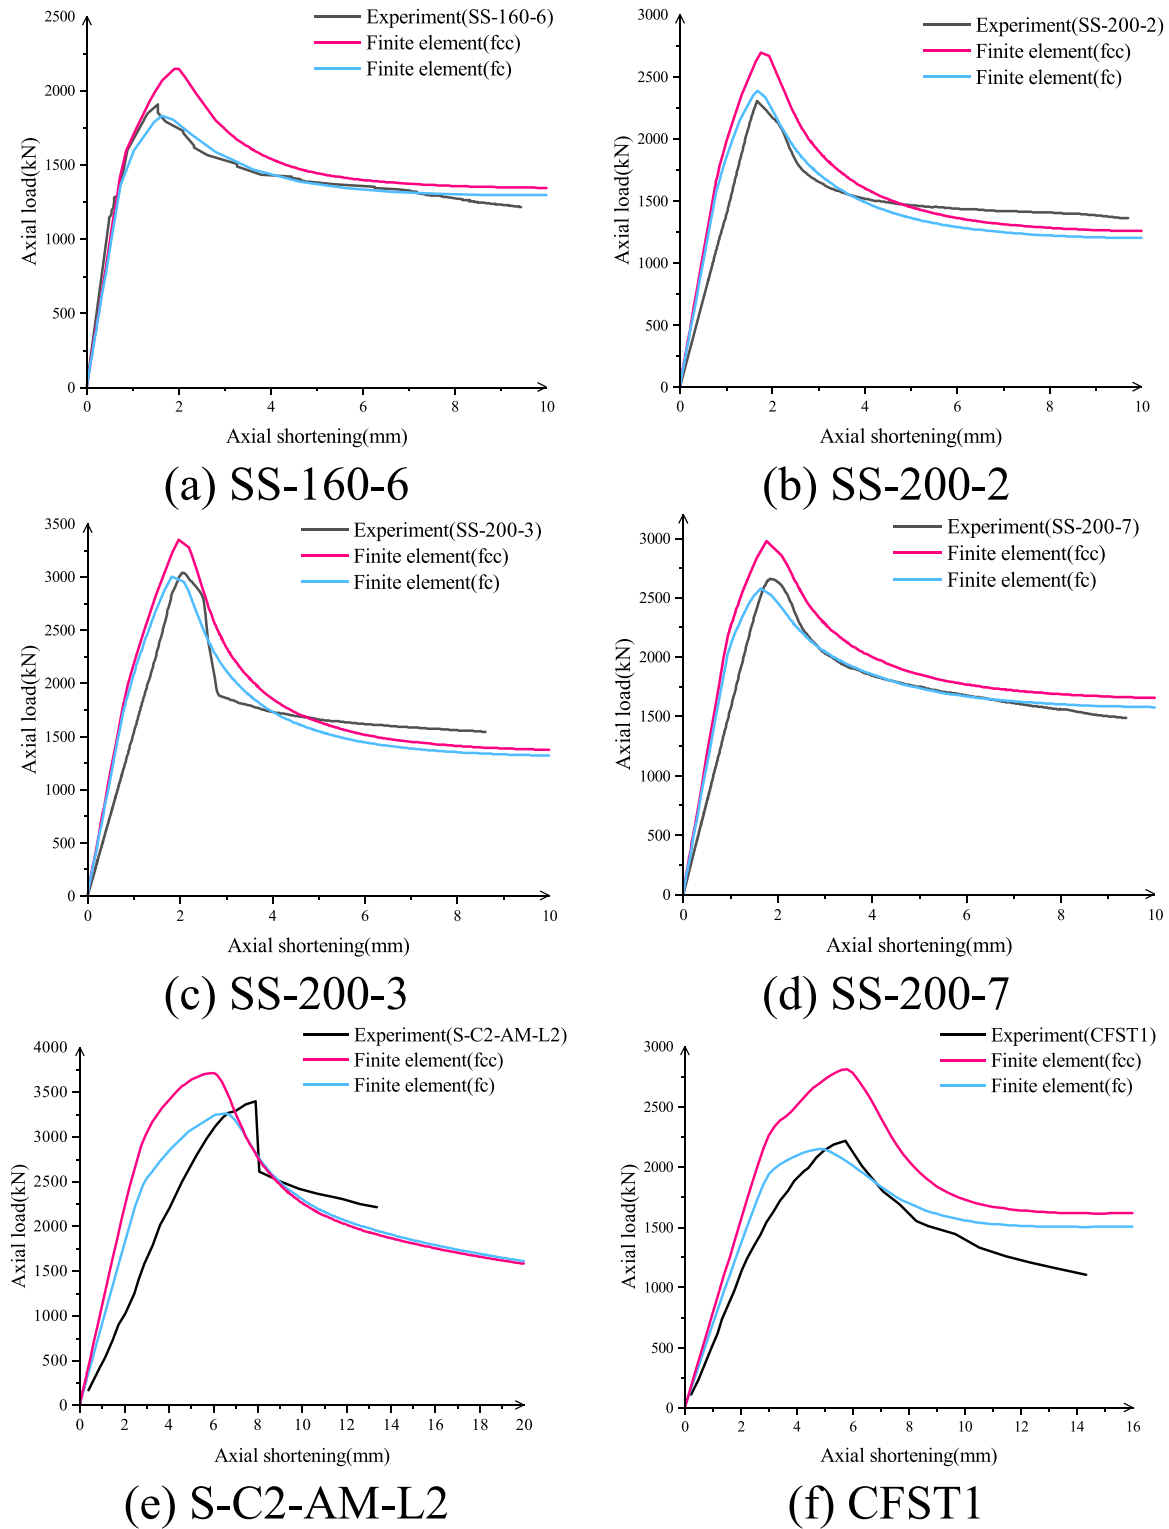 2500
2000
1500
1000
500
0
0
2
4
6
8
10
Axial load(kN)
Axial shortening(mm)
Experiment(SS-160-6)
Finite element(fcc)
Finite element(fc)
(a) SS-160-6
3000
2500
2000
1500
1000
500
0
0
2
4
6
8
10
Axial load(kN)
Axial shortening(mm)
Experiment(SS-200-2)
Finite element(fcc)
Finite element(fc)
(b) SS-200-2
3500
3000
2500
2000
1500
1000
500
0
0
2
4
6
8
10
Axial load(kN)
Axial shortening(mm)
Experiment(SS-200-3)
Finite element(fcc)
Finite element(fc)
(c) SS-200-3
3000
2500
2000
1500
1000
500
0
0
2
4
6
8
10
Axial load(kN)
Axial shortening(mm)
Experiment(SS-200-7)
Finite element(fcc)
Finite element(fc)
(d) SS-200-7
4000
3500
3000
2500
2000
1500
1000
500
0
0
2
4
6
8
10
12
14
16
18
20
Axial load(kN)
Axial shortening(mm)
Experiment(S-C2-AM-L2)
Finite element(fcc)
Finite element(fc)
(e) S-C2-AM-L2
3000
2500
2000
1500
1000
500
0
0
2
4
6
8
10
12
14
16
Axial load(kN)
Axial shortening(mm)
Experiment(CFST1)
Finite element(fcc)
Finite element(fc)
(f) CFST1